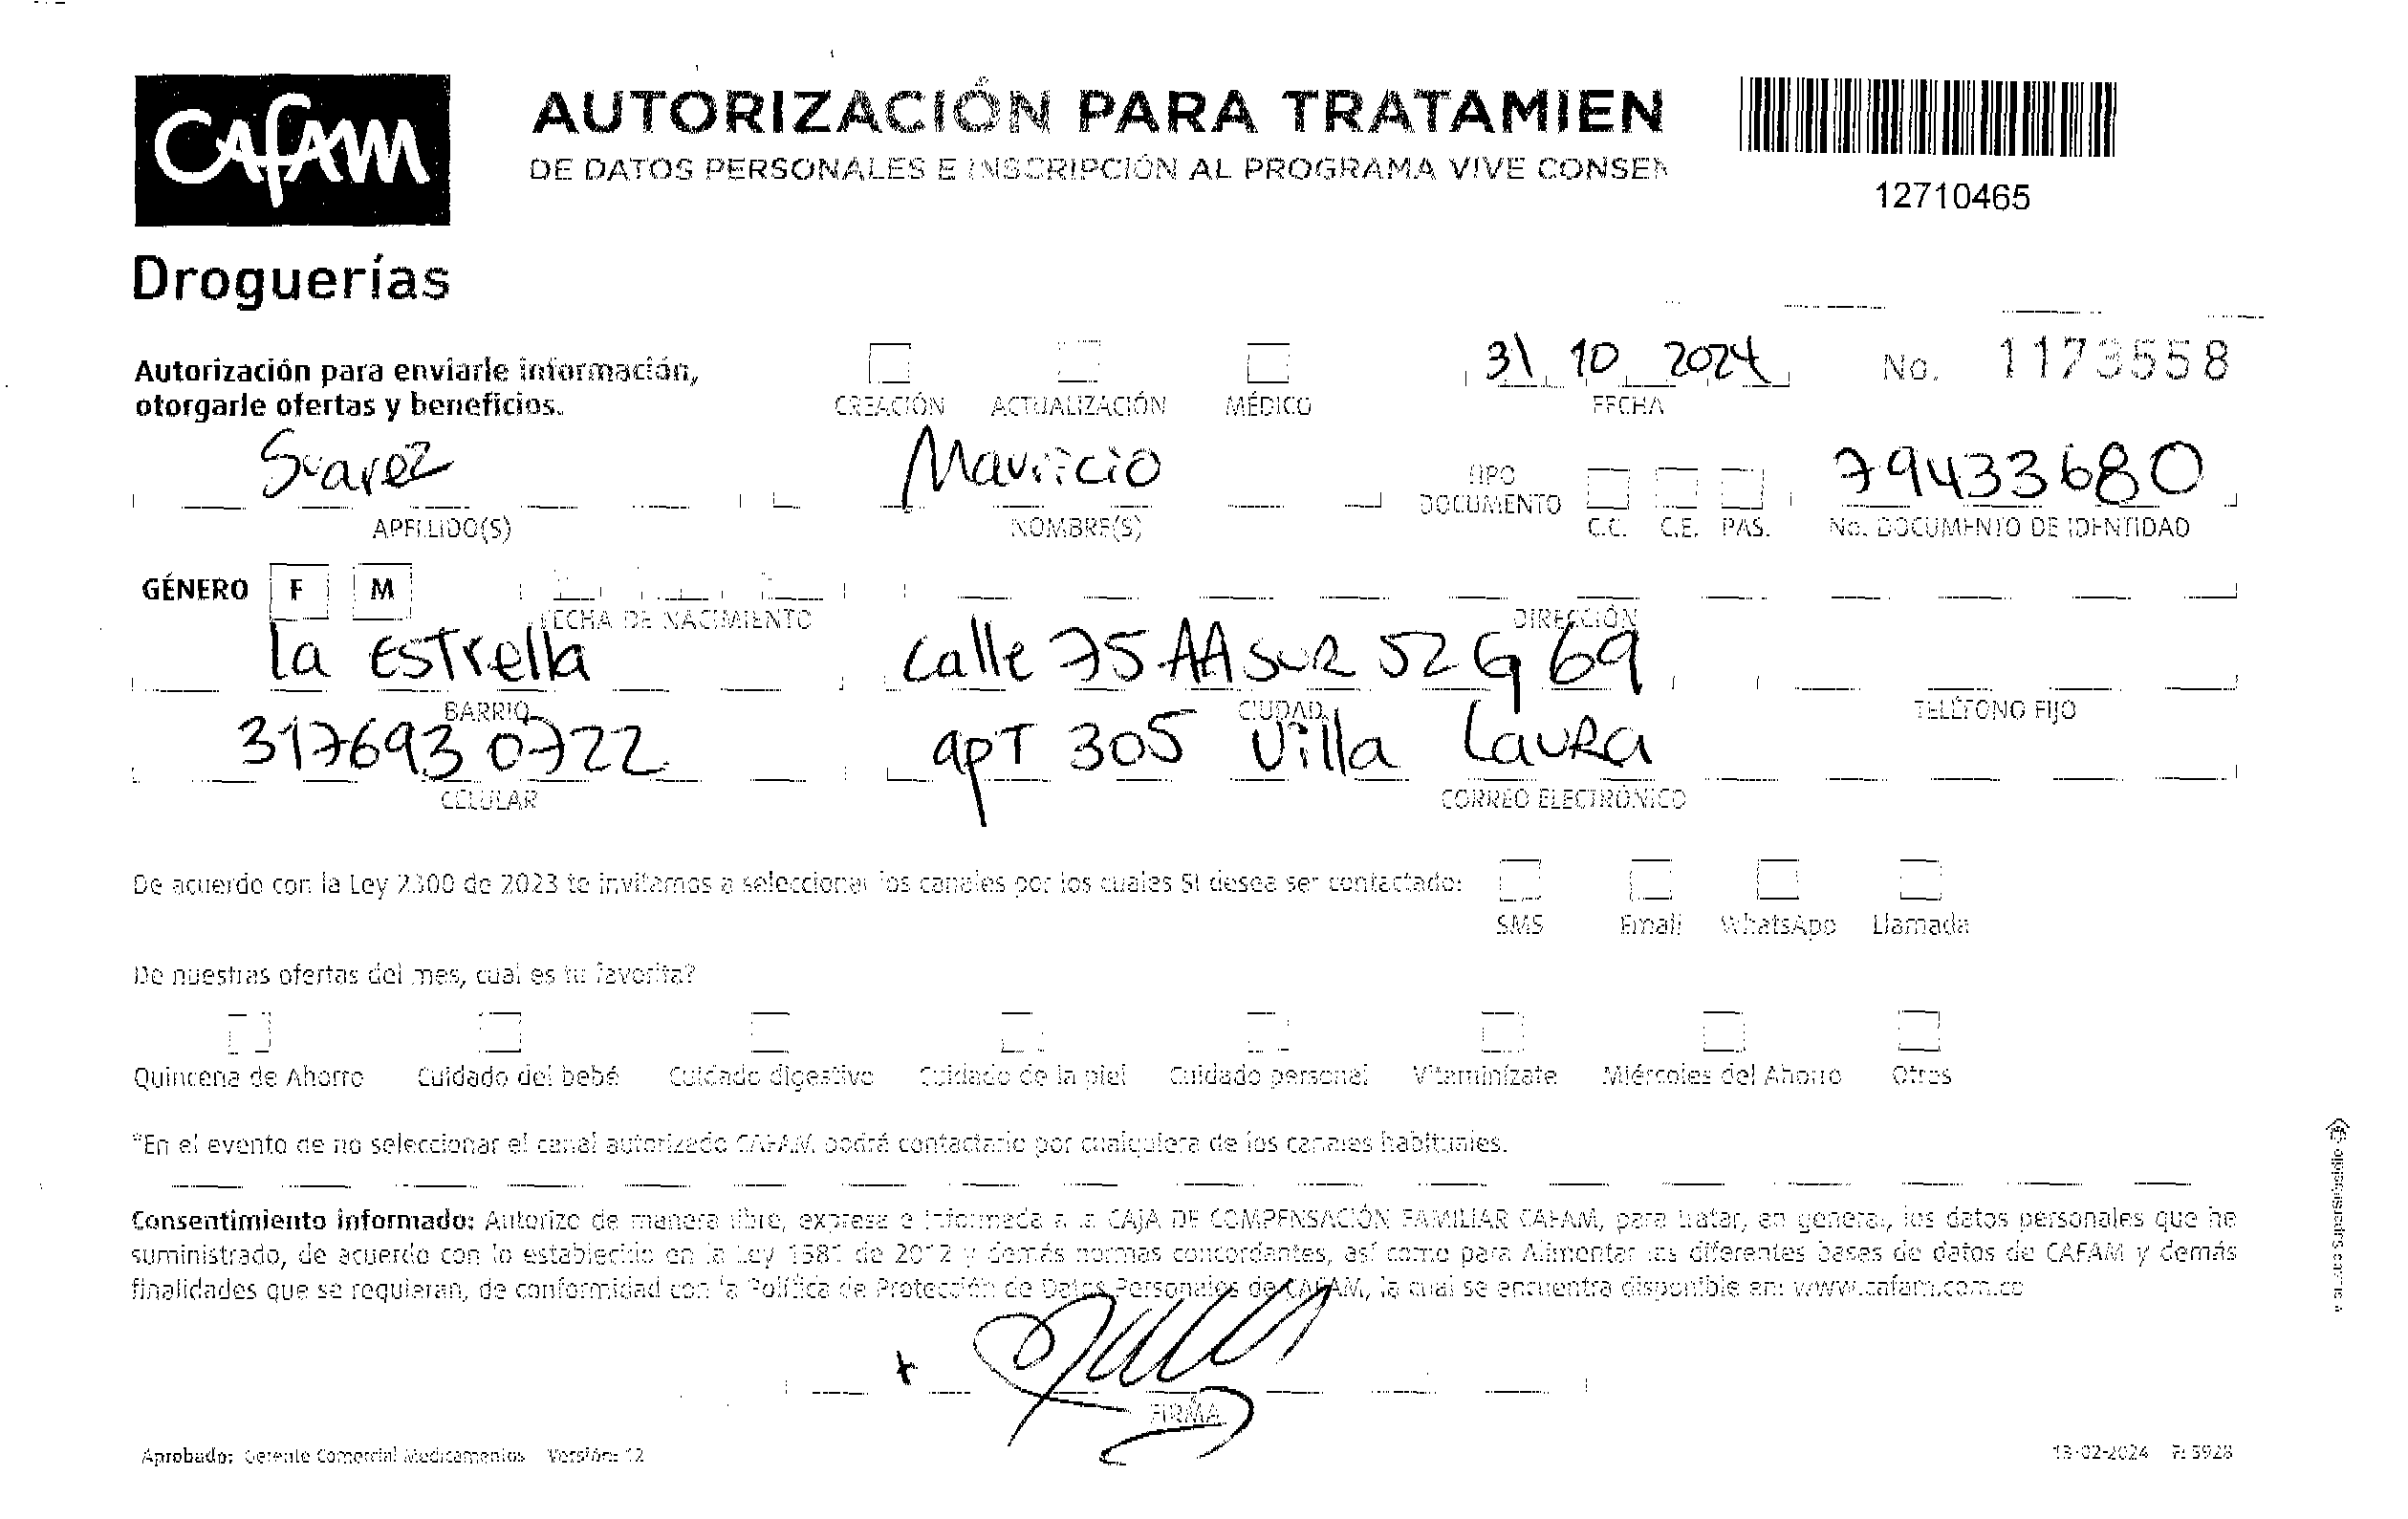 Cafam
AUTORIZACIÓN PARA TRATAMIEN
DE DATOS PERSONALES E INSCRIPCIÓN AL PROGRAMA VIVE CONSEN
12710465
Droguerías
Autorización para enviarle información,
otorgarle ofertas y beneficios.
CREACIÓN ACTUALIZACIÓN MÉDICO
31 10 2024
FECHA
No. 1173558
Suarez Mauricio
TIPO DOCUMENTO
79433680
APELLIDO(S) NOMBRE(S) C.C. C.E. PAS. No. DOCUMENTO DE IDENTIDAD
GÉNERO F M
FECHA DE NACIMIENTO DIRECCIÓN
la Estrella calle 75 AA SUR 52 G 69
BARRIO CIUDAD TELÉFONO FIJO
317693 0722 apT 305 Villa Laura
CELULAR CORREO ELECTRÓNICO
De acuerdo con la Ley 2300 de 2023 te invitamos a seleccionar los canales por los cuales SI desea ser contactado:
SMS Email WhatsApp Llamada
De nuestras ofertas del mes, cual es tu favorita?
Quincena de Ahorro Cuidado del bebé Cuidado digestivo Cuidado de la piel Cuidado personal Vitaminízate Miércoles del Ahorro Otros
*En el evento de no seleccionar el canal autorizado CAFAM podrá contactarlo por cualquiera de los canales habituales.
Consentimiento informado: Autorizo de manera libre, expresa e informada a la CAJA DE COMPENSACIÓN FAMILIAR CAFAM, para tratar, en general, los datos personales que he
suministrado, de acuerdo con lo establecido en la Ley 1581 de 2012 y demás normas concordantes, así como para Alimentar las diferentes bases de datos de CAFAM y demás
finalidades que se requieran, de conformidad con la Política de Protección de Datos Personales de CAFAM, la cual se encuentra disponible en: www.cafam.com.co
x
FIRMA
Aprobado: Gerente Comercial Medicamentos Versión: 12
13-02-2024 F: 5928